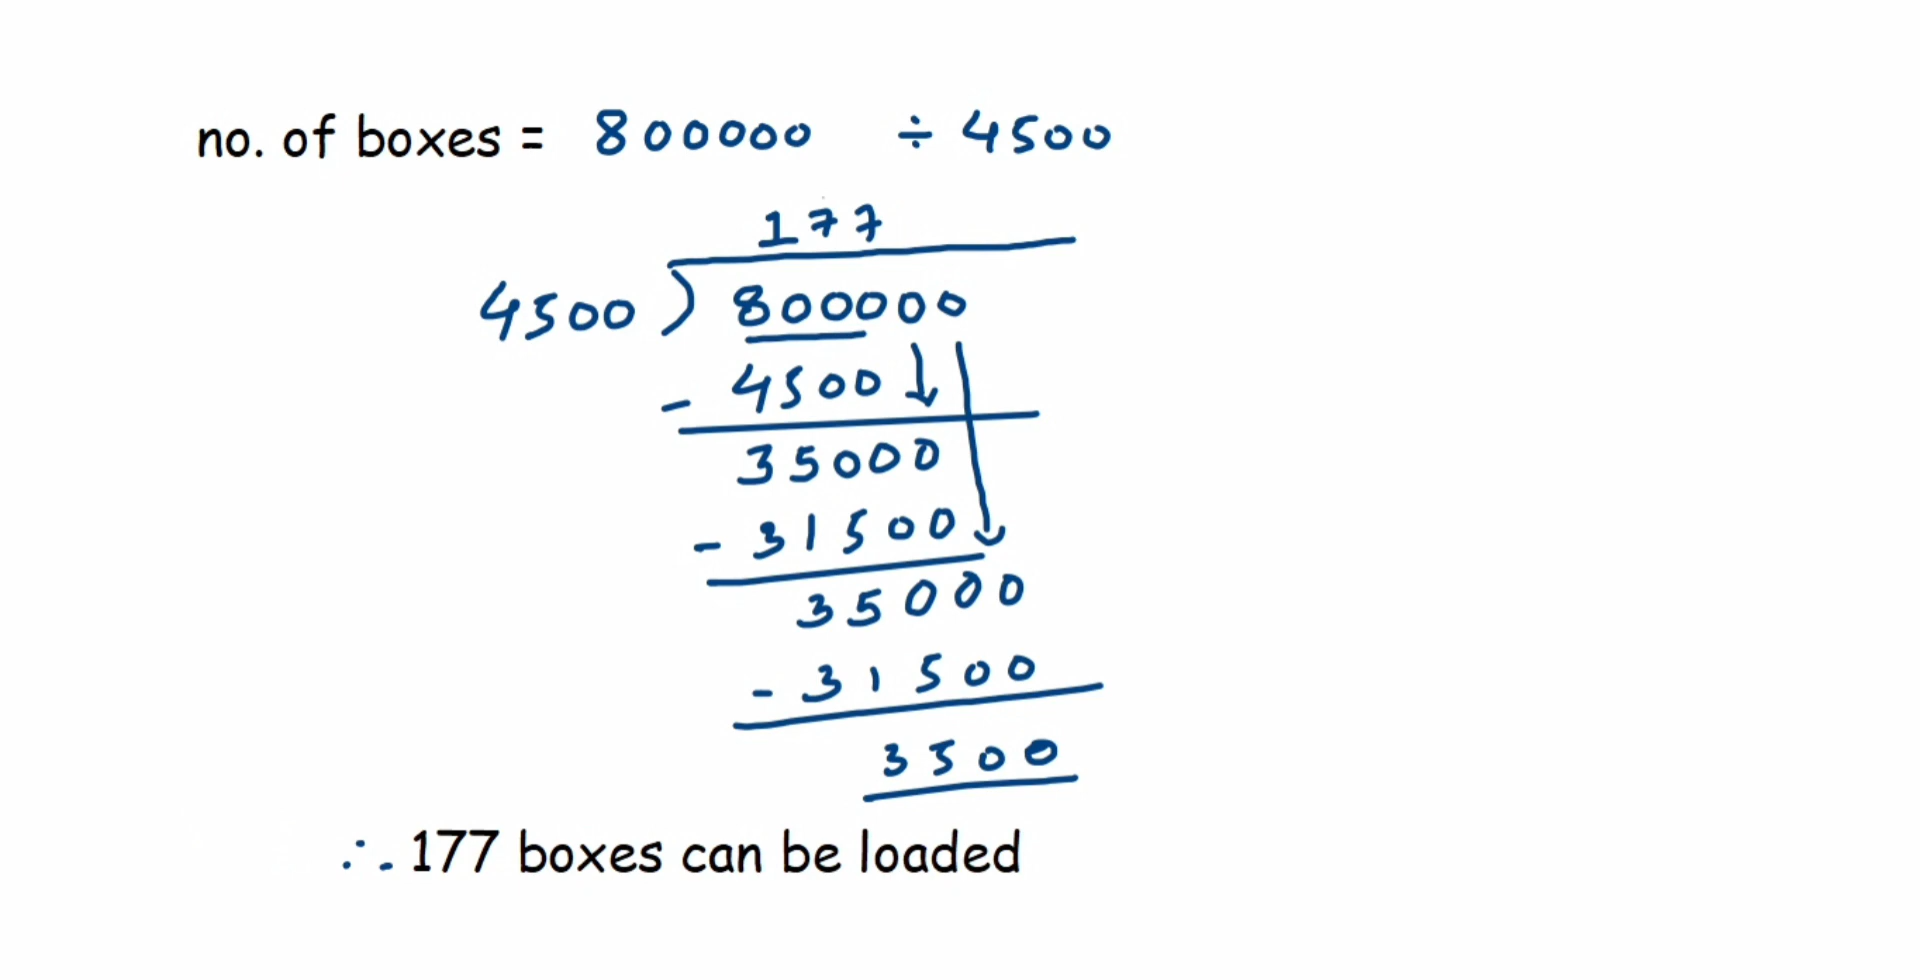 no. of boxes = 800000 ÷ 4500
177
4500 ) 800000
- 4500
35000
- 31500
35000
- 31500
3500
∴ 177 boxes can be loaded